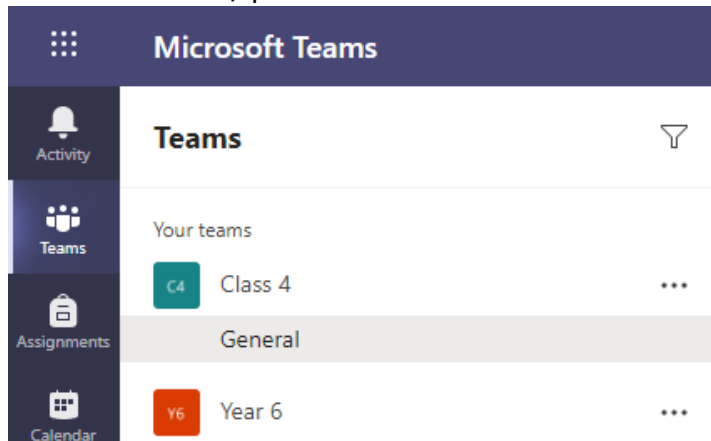 Microsoft Teams
Activity
Teams
Teams
Your teams
C4 Class 4
General
Assignments
Y6 Year 6
Calendar